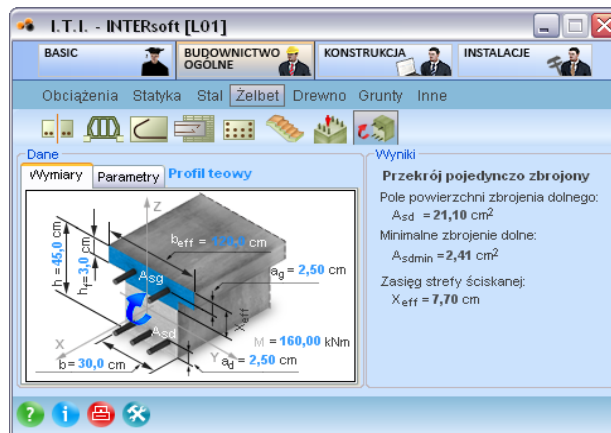 I.T.I. - INTERsoft [L01]
BASIC
BUDOWNICTWO
OGÓLNE
KONSTRUKCJA
INSTALACJE
Obciążenia Statyka Stal Żelbet Drewno Grunty Inne
Dane
Wymiary Parametry Profil teowy
Z
h = 45,0 cm
hf = 3,0 cm
beff = cm
Asg
ag = 2,50 cm
Xeff
X
Asd
M = 160,00 kNm
Y
b = 30,0 cm
ad = 2,50 cm
Wyniki
Przekrój pojedynczo zbrojony
Pole powierzchni zbrojenia dolnego:
Asd = 21,10 cm²
Minimalne zbrojenie dolne:
Asdmin = 2,41 cm²
Zasięg strefy ściskanej:
Xeff = 7,70 cm